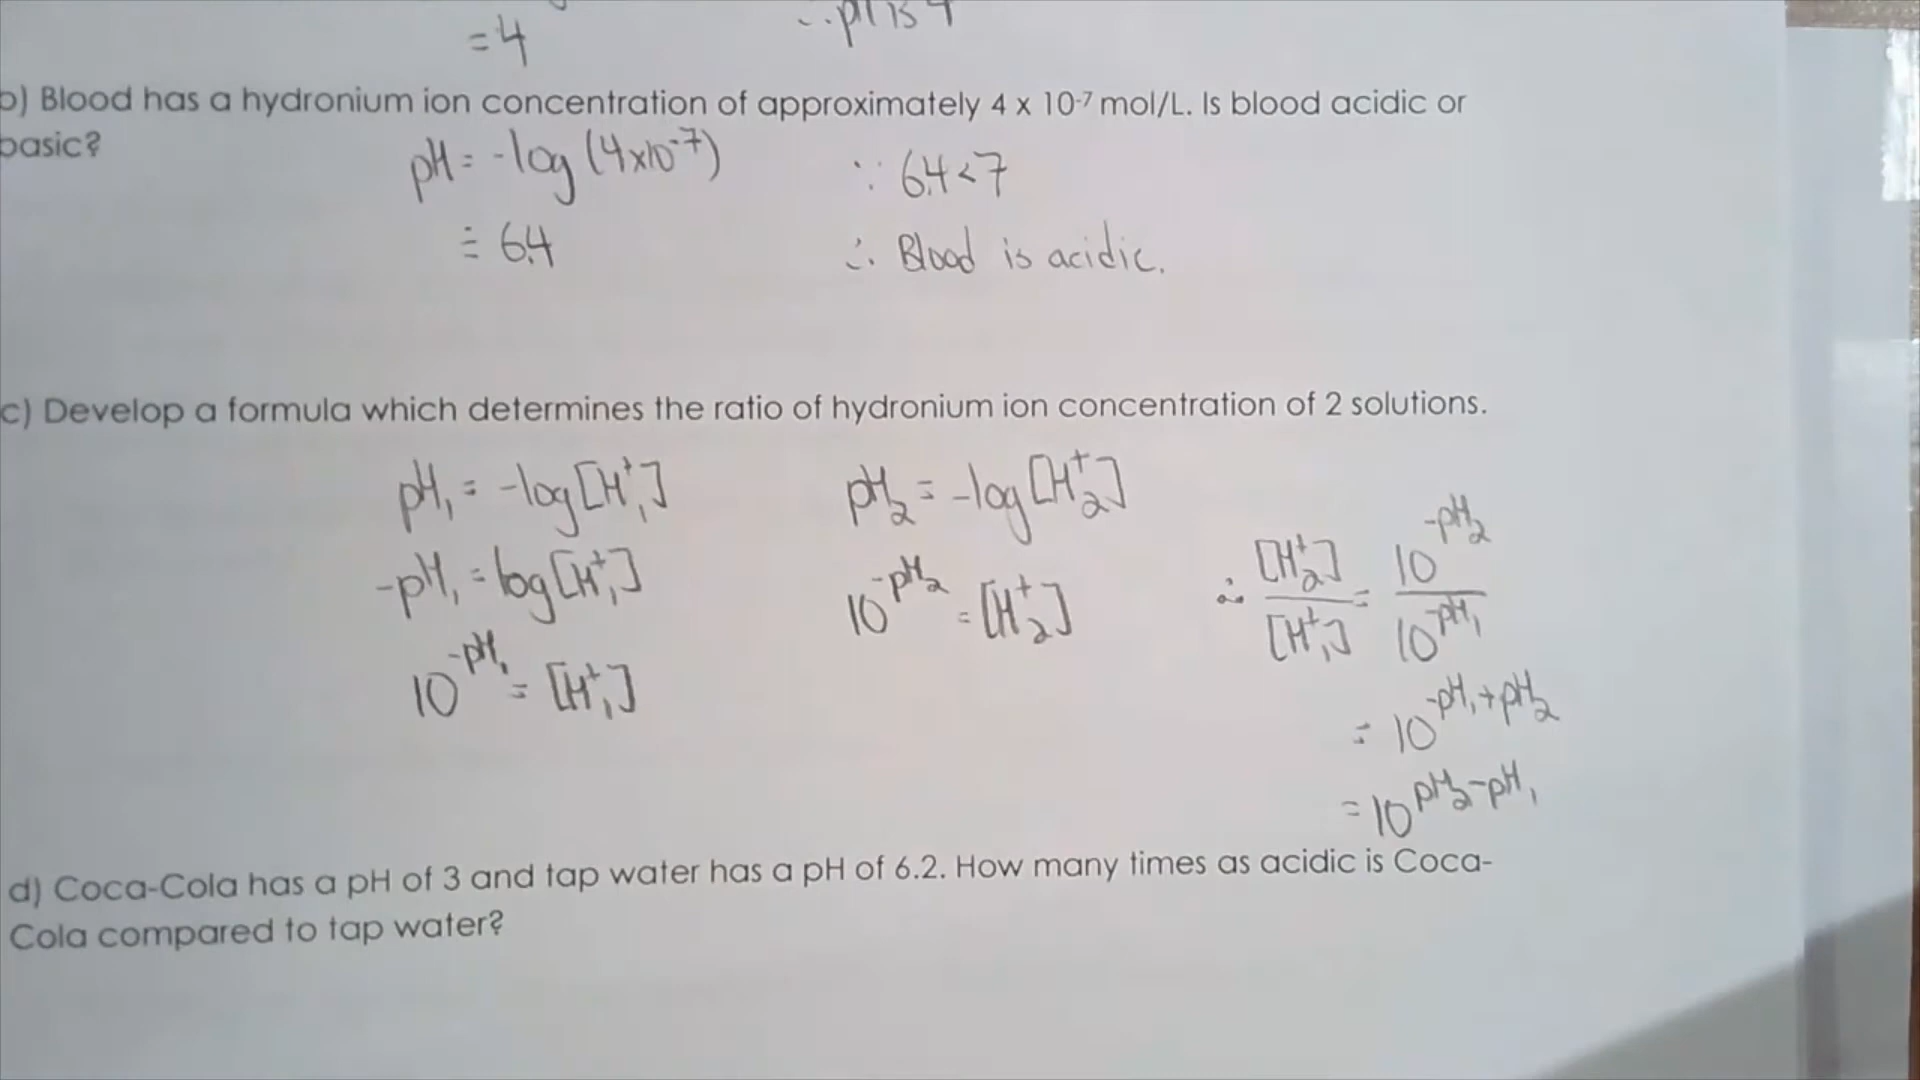 = 4
∴ pH is 4
b) Blood has a hydronium ion concentration of approximately 4 x 10⁻⁷ mol/L. Is blood acidic or
basic?
pH = -log (4x10⁻⁷)
≐ 6.4
∵ 6.4 < 7
∴ Blood is acidic.
c) Develop a formula which determines the ratio of hydronium ion concentration of 2 solutions.
pH₁ = -log[H⁺₁]
-pH₁ = log[H⁺₁]
10^-pH₁ = [H⁺₁]
pH₂ = -log[H⁺₂]
10^-pH₂ = [H⁺₂]
∴ [H⁺₂]/[H⁺₁] = 10^-pH₂/10^-pH₁
= 10^-pH₁+pH₂
= 10^pH₂-pH₁
d) Coca-Cola has a pH of 3 and tap water has a pH of 6.2. How many times as acidic is Coca-
Cola compared to tap water?